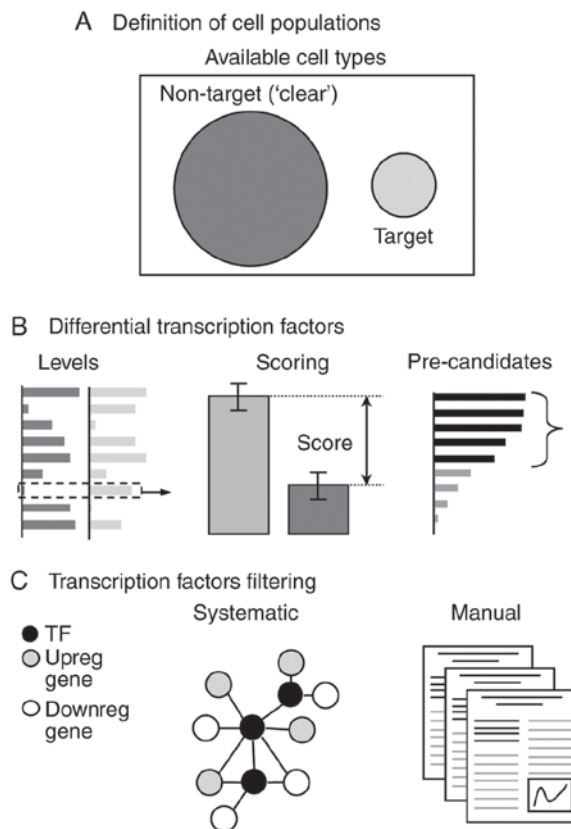 A Definition of cell populations
Available cell types
Non-target (‘clear’)
Target
B Differential transcription factors
Levels
Scoring
Pre-candidates
Score
C Transcription factors filtering
Systematic
Manual
TF
Upreg
gene
Downreg
gene